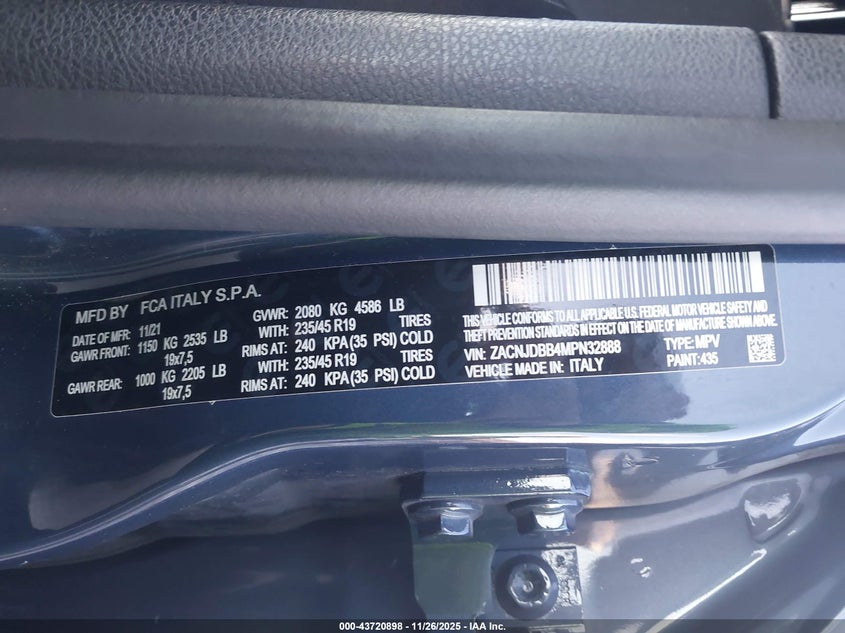 MFD BY FCA ITALY S.P.A.
DATE OF MFR: 11/21 GVWR: 2080 KG 4586 LB
GAWR FRONT: 1150 KG 2535 LB WITH: 235/45 R19 TIRES
19x7,5 RIMS AT: 240 KPA (35 PSI) COLD
GAWR REAR: 1000 KG 2205 LB WITH: 235/45 R19 TIRES
19x7,5 RIMS AT: 240 KPA (35 PSI) COLD
THIS VEHICLE CONFORMS TO ALL APPLICABLE U.S. FEDERAL MOTOR VEHICLE SAFETY AND
THEFT PREVENTION STANDARDS IN EFFECT ON THE DATE OF MANUFACTURE SHOWN ABOVE.
VIN: ZACNJDBB4MPN32888 TYPE: MPV
VEHICLE MADE IN: ITALY PAINT: 435
000-43720898 - 11/26/2025 - IAA Inc.